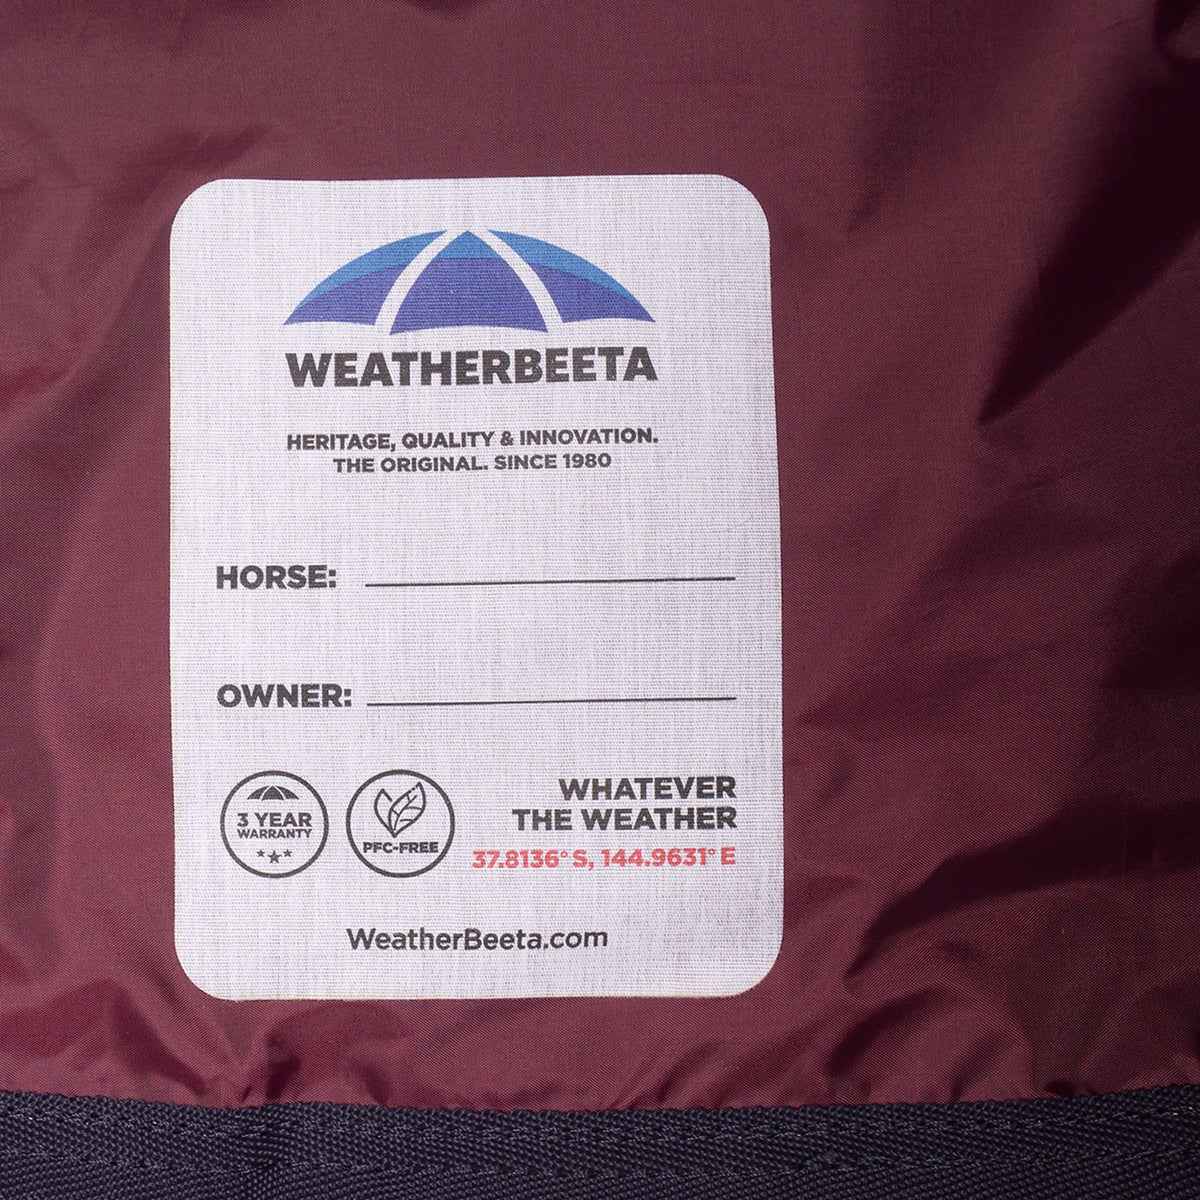 WEATHERBEETA
HERITAGE, QUALITY & INNOVATION.
THE ORIGINAL. SINCE 1980
HORSE:
OWNER:
3 YEAR
WARRANTY
PFC-FREE
WHATEVER
THE WEATHER
37.8136° S, 144.9631° E
WeatherBeeta.com